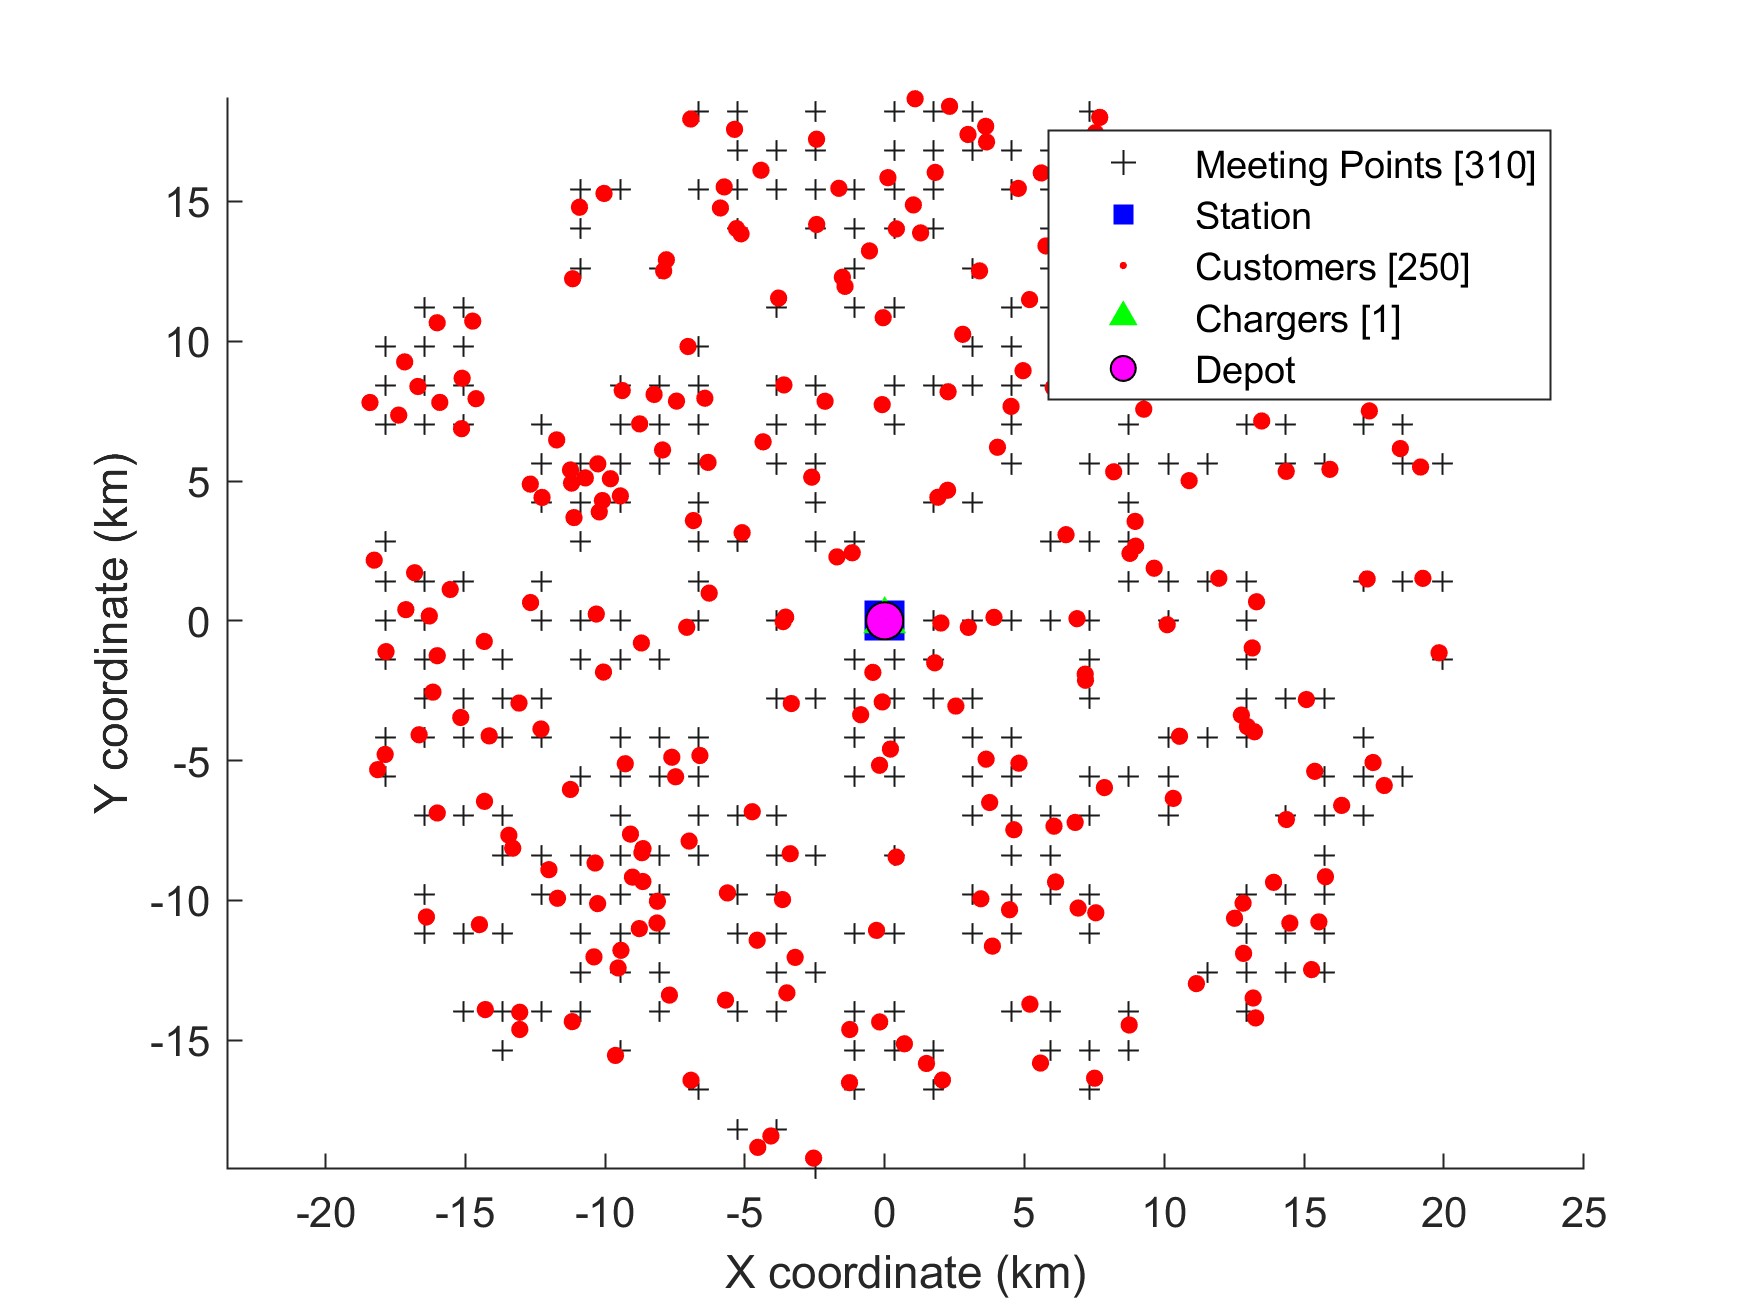 Meeting Points [310]
Station
Customers [250]
Chargers [1]
Depot
15
10
5
0
-5
-10
-15
Y coordinate (km)
-20 -15 -10 -5 0 5 10 15 20 25
X coordinate (km)